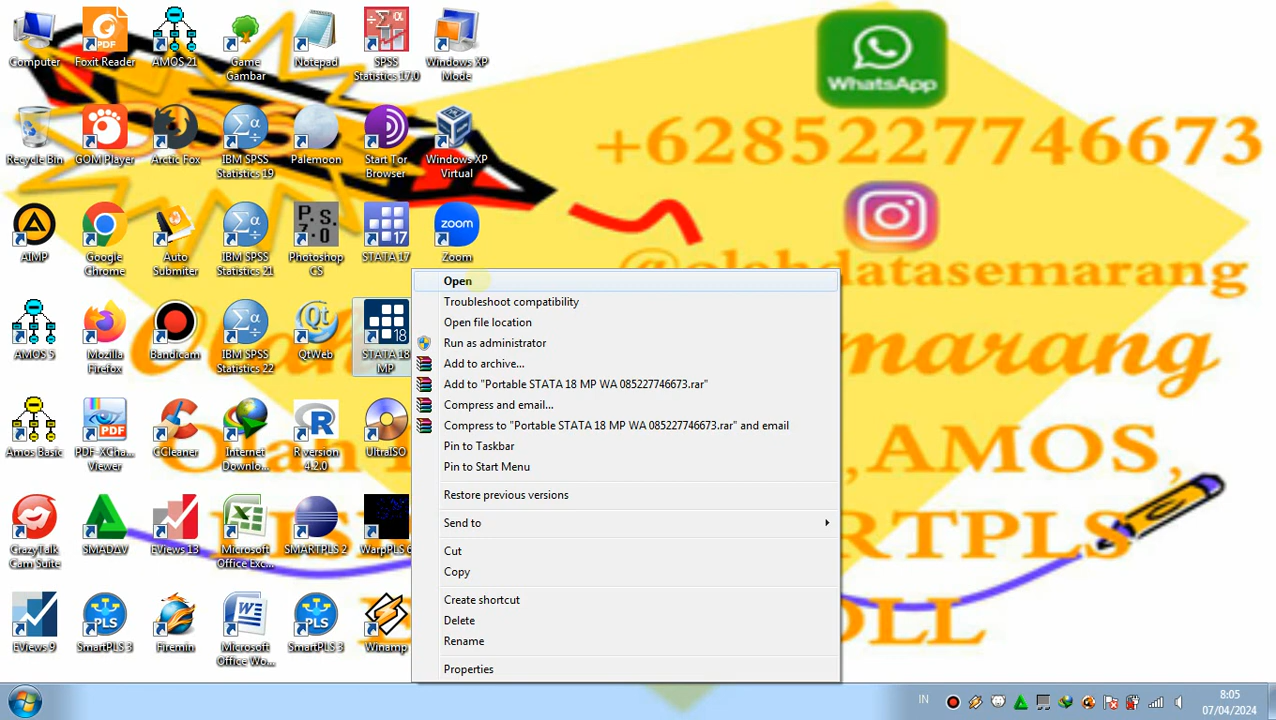 Computer
Foxit Reader
AMOS 21
Game
Gambar
Notepad
SPSS
Statistics 17.0
Windows XP
Mode
WhatsApp
+6285227746673
Recycle Bin
GOM Player
Arctic Fox
IBM SPSS
Statistics 19
Palemoon
Start Tor
Browser
Windows XP
Virtual
AIMP
Google
Chrome
Auto
Submiter
IBM SPSS
Statistics 21
Photoshop
CS
STATA 17
Zoom
@olahdatasemarang
AMOS 5
Mozilla
Firefox
Bandicam
IBM SPSS
Statistics 22
QtWeb
STATA 18
MP
Amos Basic
PDF-XCha...
Viewer
CCleaner
Internet
Downlo...
R version
4.2.0
UltraISO
CrazyTalk
Cam Suite
SMADΔV
EViews 13
Microsoft
Office Exc...
SMARTPLS 2
WarpPLS 6
EViews 9
SmartPLS 3
Firemin
Microsoft
Office Wo...
SmartPLS 3
Winamp
Open
Troubleshoot compatibility
Open file location
Run as administrator
Add to archive...
Add to "Portable STATA 18 MP WA 085227746673.rar"
Compress and email...
Compress to "Portable STATA 18 MP WA 085227746673.rar" and email
Pin to Taskbar
Pin to Start Menu
Restore previous versions
Send to
Cut
Copy
Create shortcut
Delete
Rename
Properties
,AMOS,
IN
8:05
07/04/2024